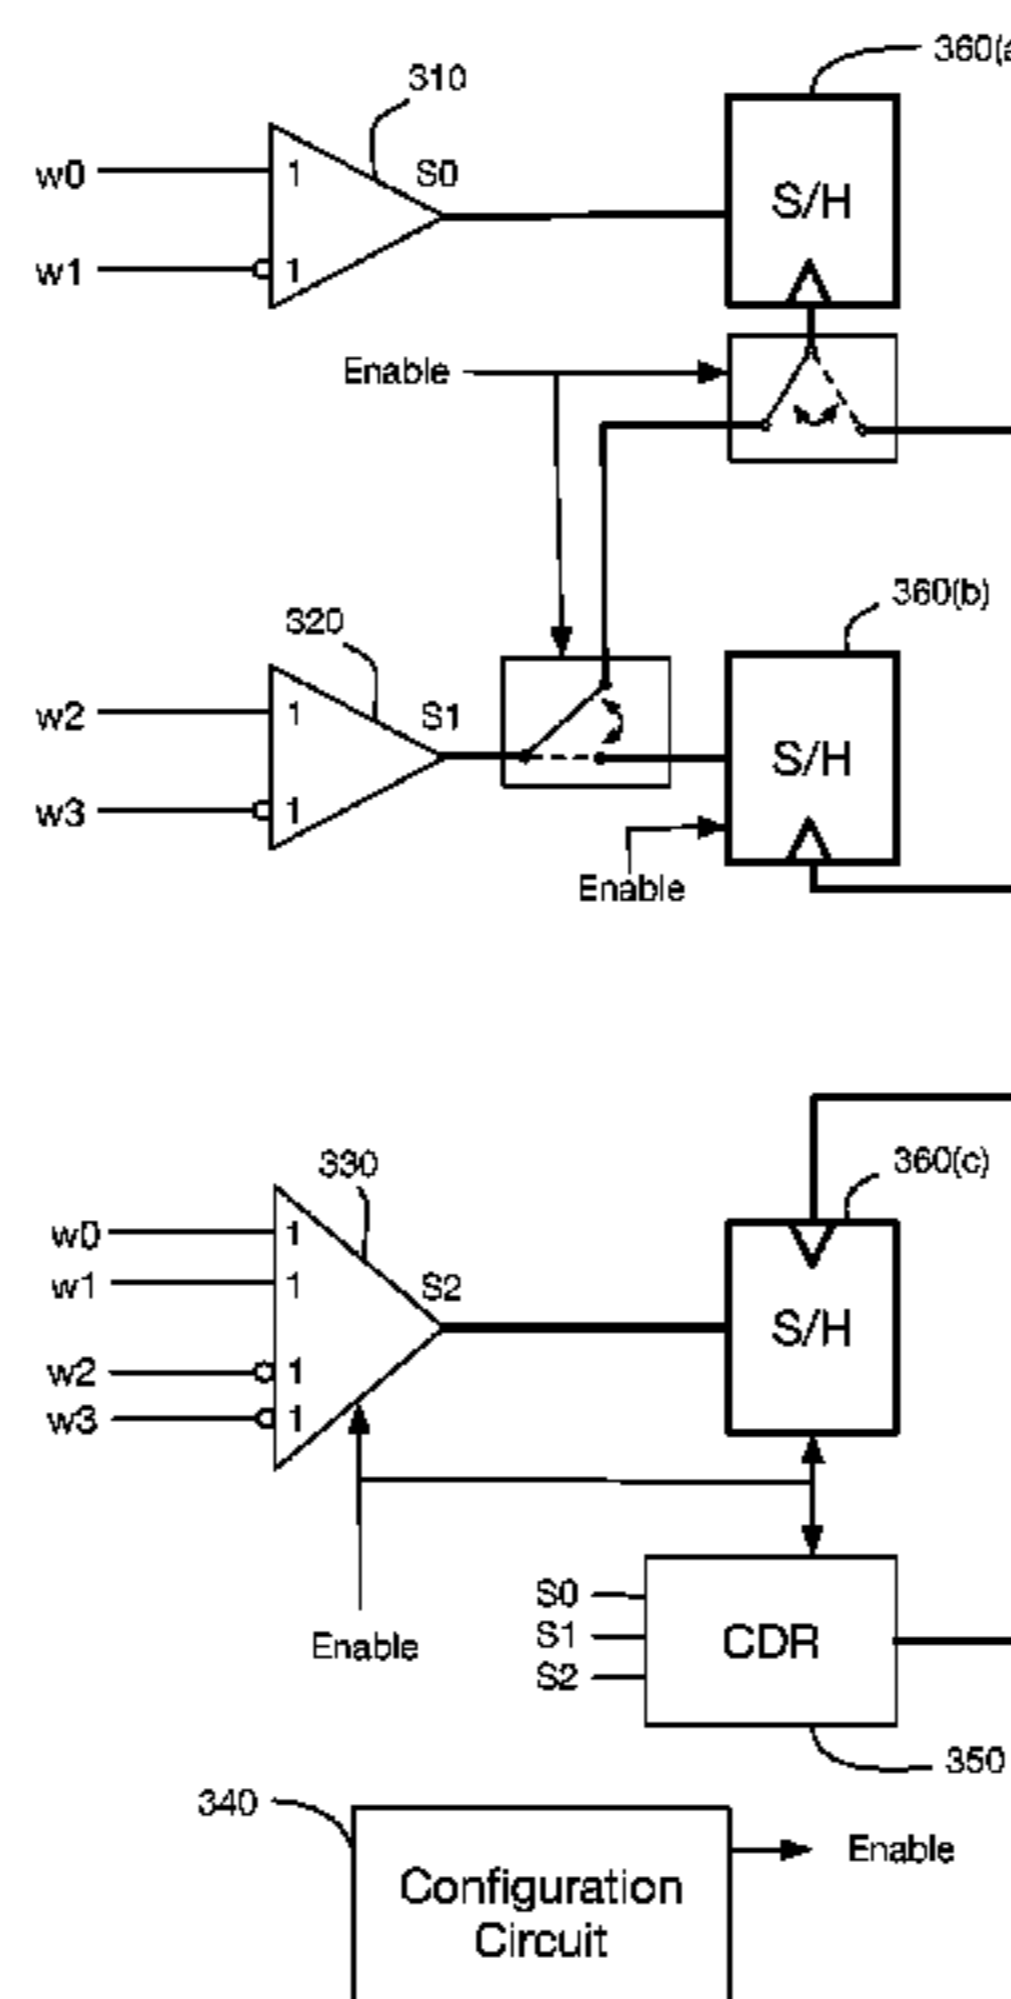 360(a
310
w0
1
S0
S/H
w1
1
Enable
360(b)
320
w2
1
S1
S/H
w3
1
Enable
360(c)
330
w0
1
w1
1
S2
S/H
w2
1
w3
1
Enable
S0
S1
S2
CDR
350
340
Enable
Configuration
Circuit